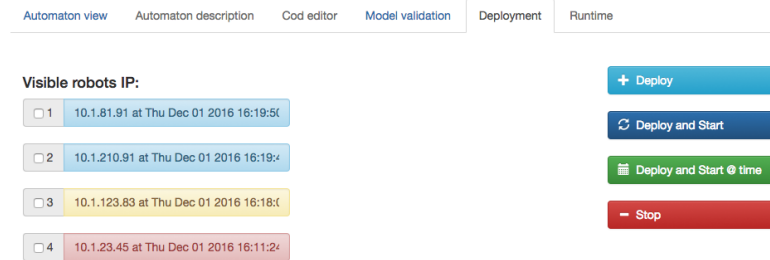 Automaton view Automaton description Cod editor Model validation Deployment Runtime
Visible robots IP:
1 10.1.81.91 at Thu Dec 01 2016 16:19:50
2 10.1.210.91 at Thu Dec 01 2016 16:19:4
3 10.1.123.83 at Thu Dec 01 2016 16:18:0
4 10.1.23.45 at Thu Dec 01 2016 16:11:24
Deploy
Deploy and Start
Deploy and Start @ time
Stop